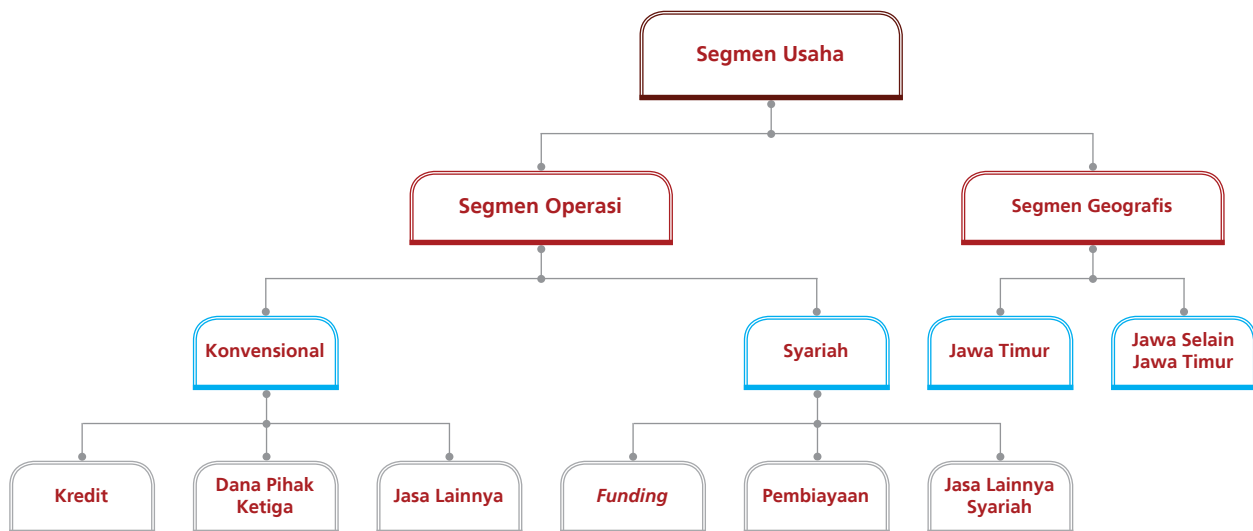 Segmen Usaha
Segmen Operasi
Segmen Geografis
Konvensional
Syariah
Jawa Timur
Jawa Selain
Jawa Timur
Kredit
Dana Pihak
Ketiga
Jasa Lainnya
Funding
Pembiayaan
Jasa Lainnya
Syariah